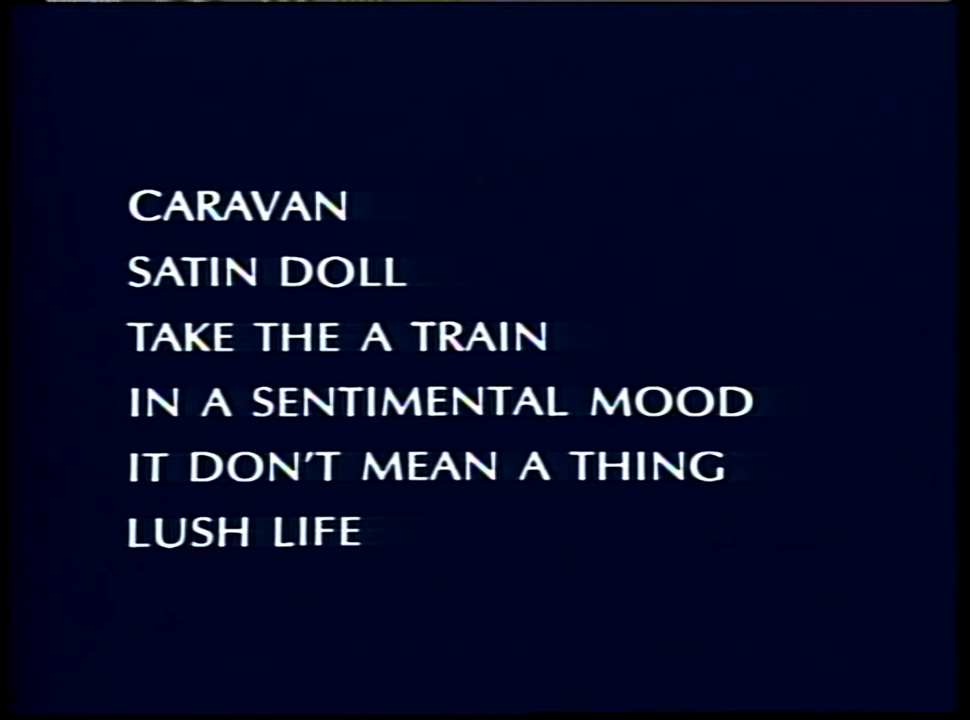 CARAVAN
SATIN DOLL
TAKE THE A TRAIN
IN A SENTIMENTAL MOOD
IT DON'T MEAN A THING
LUSH LIFE